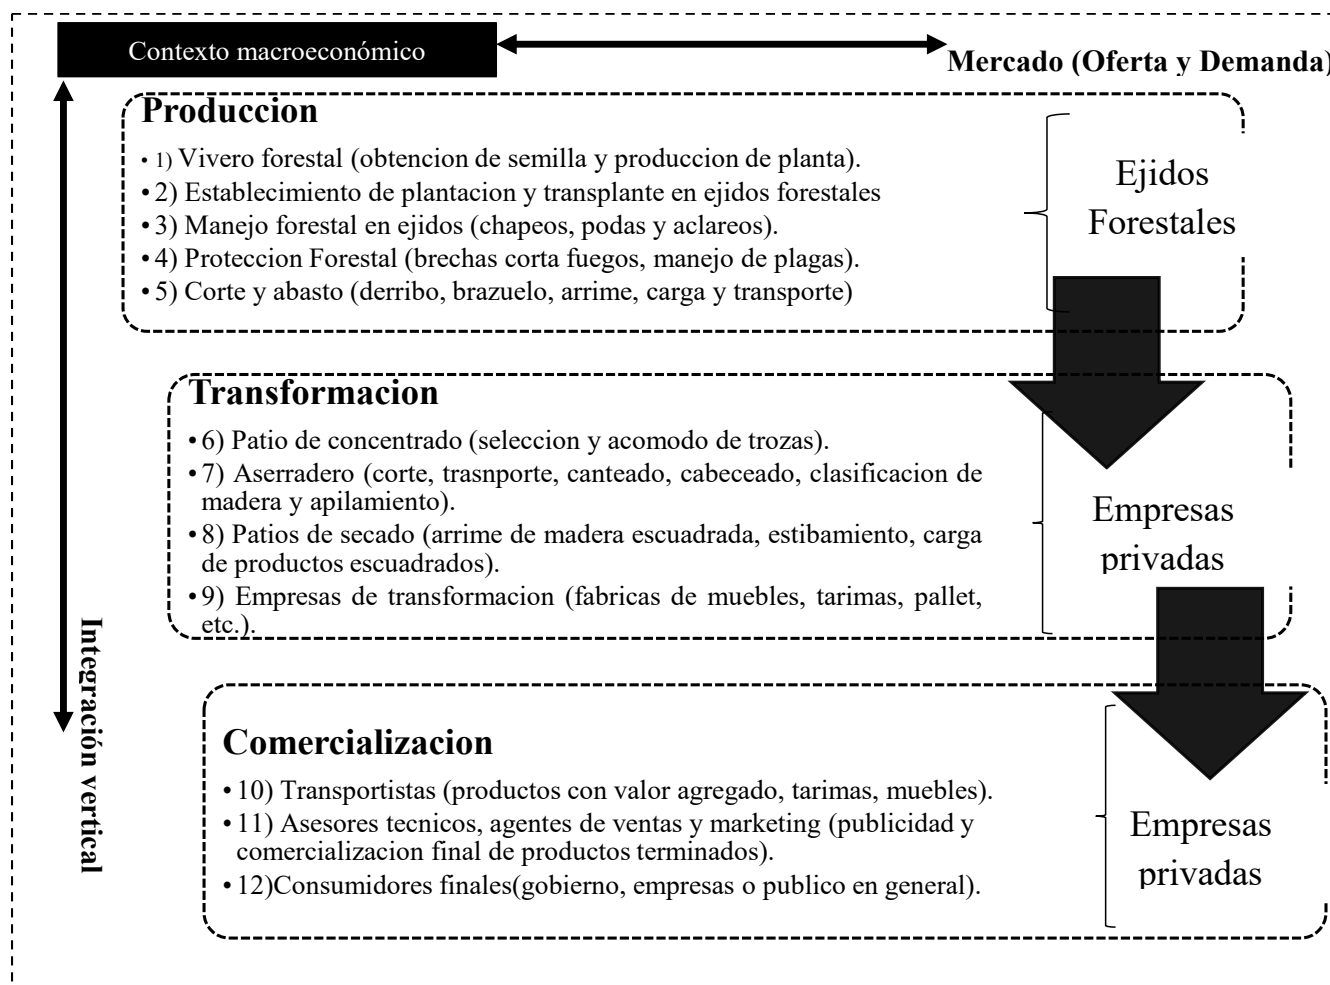 Contexto macroeconómico
Mercado (Oferta y Demanda)
Produccion
• 1) Vivero forestal (obtencion de semilla y produccion de planta).
• 2) Establecimiento de plantacion y transplante en ejidos forestales
• 3) Manejo forestal en ejidos (chapeos, podas y aclareos).
• 4) Proteccion Forestal (brechas corta fuegos, manejo de plagas).
• 5) Corte y abasto (derribo, brazuelo, arrime, carga y transporte)
Ejidos
Forestales
Transformacion
• 6) Patio de concentrado (seleccion y acomodo de trozas).
• 7) Aserradero (corte, trasnporte, canteado, cabeceado, clasificacion de
madera y apilamiento).
• 8) Patios de secado (arrime de madera escuadrada, estibamiento, carga
de productos escuadrados).
• 9) Empresas de transformacion (fabricas de muebles, tarimas, pallet,
etc.).
Empresas
privadas
Integración vertical
Comercializacion
• 10) Transportistas (productos con valor agregado, tarimas, muebles).
• 11) Asesores tecnicos, agentes de ventas y marketing (publicidad y
comercializacion final de productos terminados).
• 12)Consumidores finales(gobierno, empresas o publico en general).
Empresas
privadas